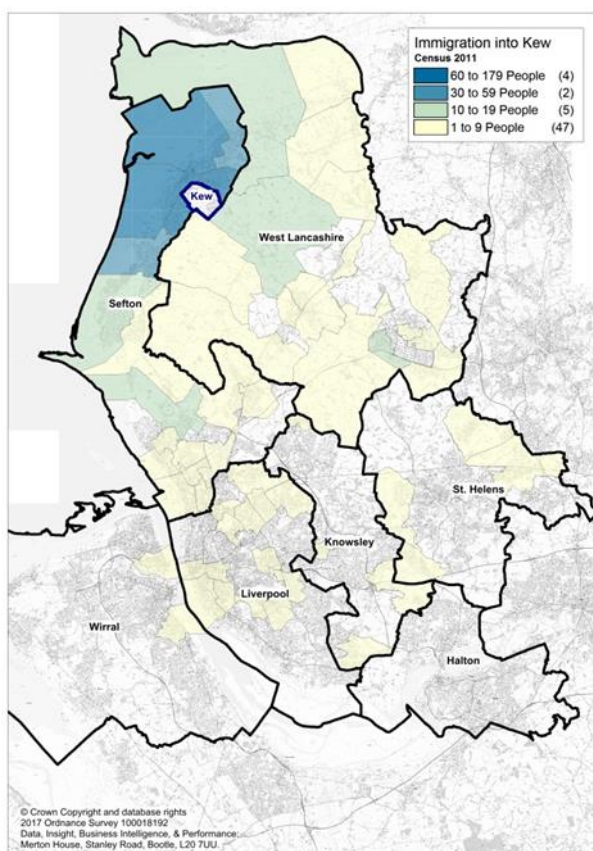 Immigration into Kew
Census 2011
60 to 179 People (4)
30 to 59 People (2)
10 to 19 People (5)
1 to 9 People (47)
Kew
West Lancashire
Sefton
St. Helens
Knowsley
Liverpool
Wirral
Halton
© Crown Copyright and database rights
2017 Ordnance Survey 100018192
Data, Insight, Business Intelligence, & Performance:
Merton House, Stanley Road, Bootle, L20 7UU.